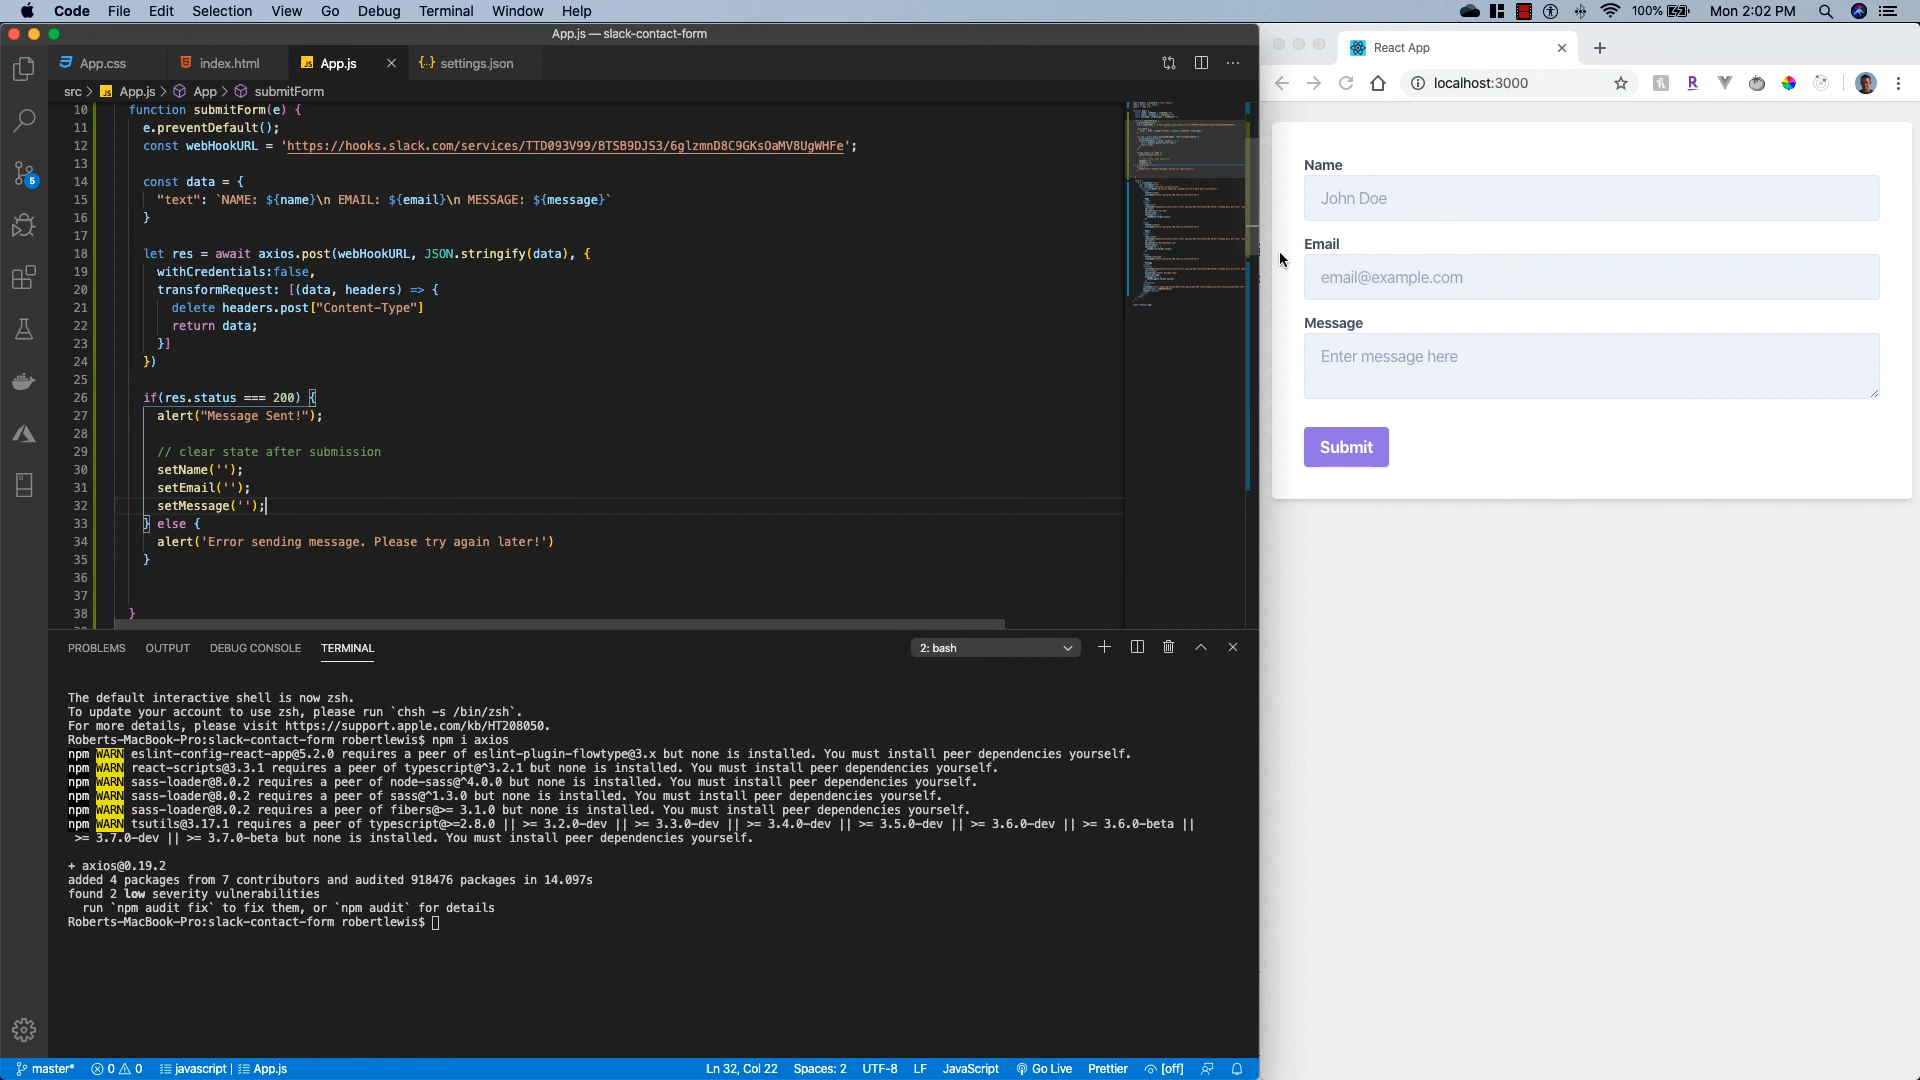 Code File Edit Selection View Go Debug Terminal Window Help
100% Mon 2:02 PM
App.js — slack-contact-form
App.css index.html App.js settings.json
src > App.js > App > submitForm
10 function submitForm(e) {
11 e.preventDefault();
12 const webHookURL = 'https://hooks.slack.com/services/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';
13
14 const data = {
15 "text": `NAME: ${name}\n EMAIL: ${email}\n MESSAGE: ${message}`
16 }
17
18 let res = await axios.post(webHookURL, JSON.stringify(data), {
19 withCredentials:false,
20 transformRequest: [(data, headers) => {
21 delete headers.post["Content-Type"]
22 return data;
23 }]
24 })
25
26 if(res.status === 200) {
27 alert("Message Sent!");
28
29 // clear state after submission
30 setName('');
31 setEmail('');
32 setMessage('');
33 } else {
34 alert('Error sending message. Please try again later!')
35 }
36
37
38 }
5
PROBLEMS OUTPUT DEBUG CONSOLE TERMINAL 2: bash
The default interactive shell is now zsh.
To update your account to use zsh, please run `chsh -s /bin/zsh`.
For more details, please visit https://support.apple.com/kb/HT208050.
Roberts-MacBook-Pro:slack-contact-form robertlewis$ npm i axios
npm WARN eslint-config-react-app@5.2.0 requires a peer of eslint-plugin-flowtype@3.x but none is installed. You must install peer dependencies yourself.
npm WARN react-scripts@3.3.1 requires a peer of typescript@^3.2.1 but none is installed. You must install peer dependencies yourself.
npm WARN sass-loader@8.0.2 requires a peer of node-sass@^4.0.0 but none is installed. You must install peer dependencies yourself.
npm WARN sass-loader@8.0.2 requires a peer of sass@^1.3.0 but none is installed. You must install peer dependencies yourself.
npm WARN sass-loader@8.0.2 requires a peer of fibers@>= 3.1.0 but none is installed. You must install peer dependencies yourself.
npm WARN tsutils@3.17.1 requires a peer of typescript@>=2.8.0 || >= 3.2.0-dev || >= 3.3.0-dev || >= 3.4.0-dev || >= 3.5.0-dev || >= 3.6.0-dev || >= 3.6.0-beta ||
>= 3.7.0-dev || >= 3.7.0-beta but none is installed. You must install peer dependencies yourself.
+ axios@0.19.2
added 4 packages from 7 contributors and audited 918476 packages in 14.097s
found 2 low severity vulnerabilities
run `npm audit fix` to fix them, or `npm audit` for details
Roberts-MacBook-Pro:slack-contact-form robertlewis$
master* 0 0 javascript | App.js Ln 32, Col 22 Spaces: 2 UTF-8 LF JavaScript Go Live Prettier [off]
React App
localhost:3000
Name
John Doe
Email
email@example.com
Message
Enter message here
Submit